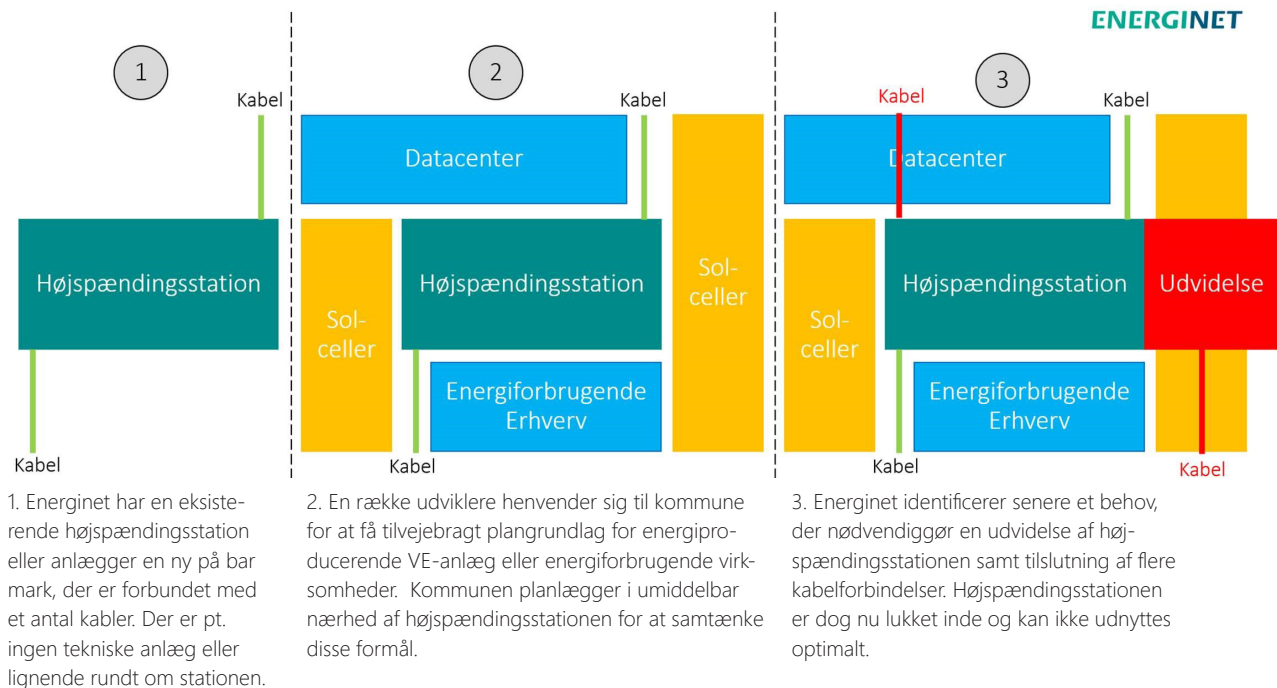 ENERGINET
1
Kabel
Højspændingsstation
Kabel
2
Kabel
Datacenter
Sol-
celler
Højspændingsstation
Sol-
celler
Energiforbrugende
Erhverv
Kabel
3
Kabel
Kabel
Datacenter
Højspændingsstation
Udvidelse
Sol-
celler
Energiforbrugende
Erhverv
Kabel
Kabel
1. Energinet har en eksiste-
rende højspændingsstation
eller anlægger en ny på bar
mark, der er forbundet med
et antal kabler. Der er pt.
ingen tekniske anlæg eller
lignende rundt om stationen.
2. En række udviklere henvender sig til kommune
for at få tilvejebragt plangrundlag for energipro-
ducerende VE-anlæg eller energiforbrugende virk-
somheder. Kommunen planlægger i umiddelbar
nærhed af højspændingsstationen for at samtænke
disse formål.
3. Energinet identificerer senere et behov,
der nødvendiggør en udvidelse af høj-
spændingsstationen samt tilslutning af flere
kabelforbindelser. Højspændingsstationen
er dog nu lukket inde og kan ikke udnyttes
optimalt.